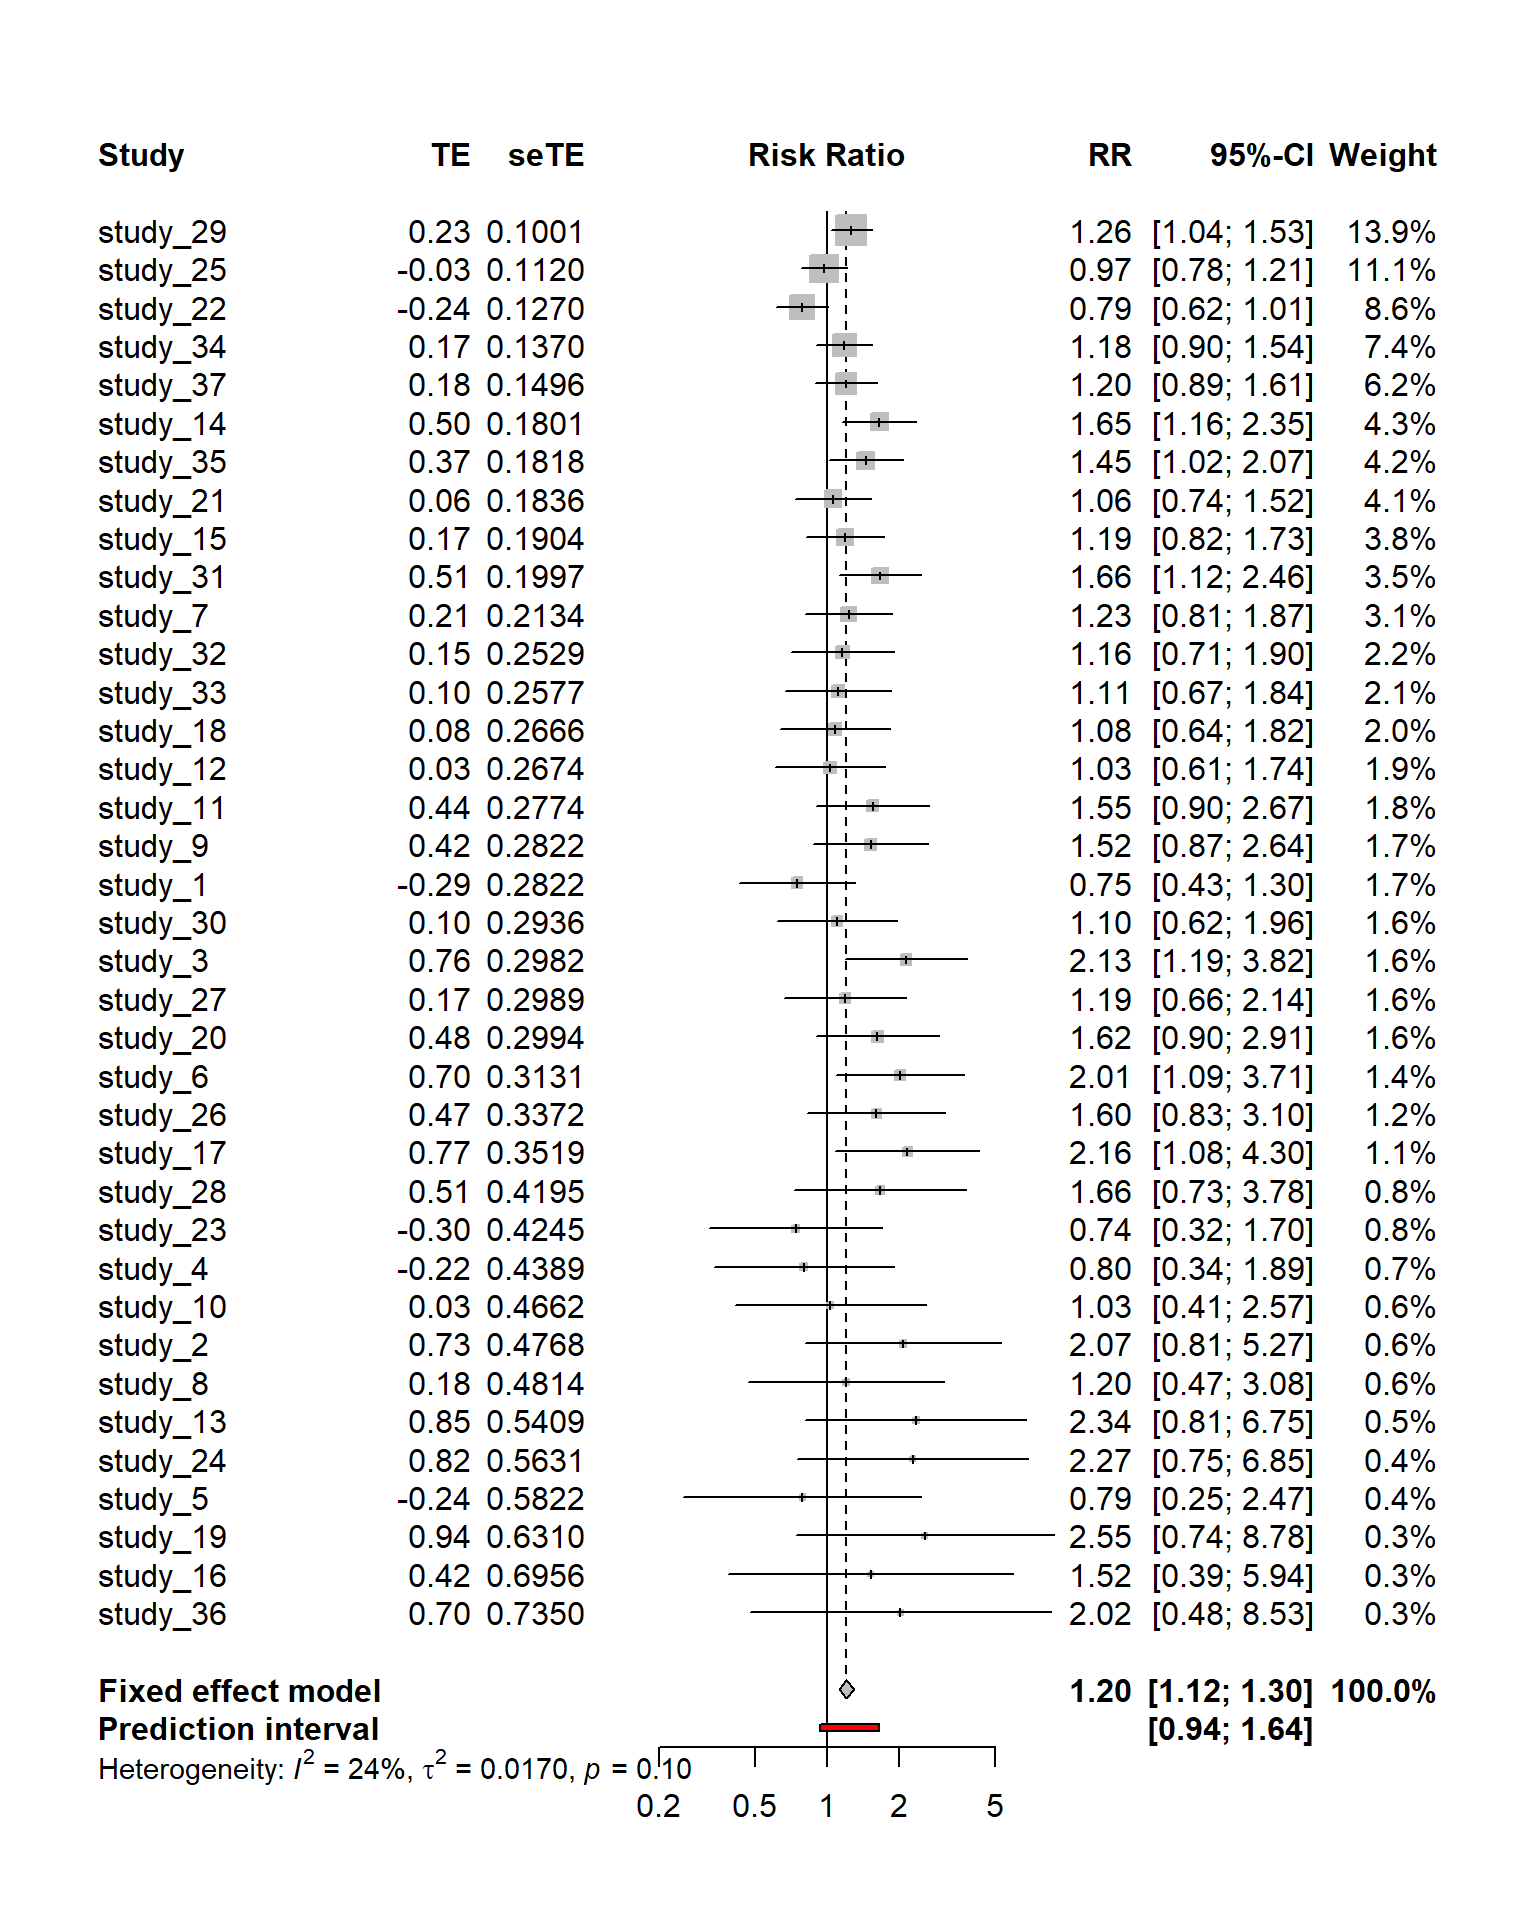 Study TE seTE Risk Ratio RR 95%-CI Weight
study_29 0.23 0.1001 1.26 [1.04; 1.53] 13.9%
study_25 -0.03 0.1120 0.97 [0.78; 1.21] 11.1%
study_22 -0.24 0.1270 0.79 [0.62; 1.01] 8.6%
study_34 0.17 0.1370 1.18 [0.90; 1.54] 7.4%
study_37 0.18 0.1496 1.20 [0.89; 1.61] 6.2%
study_14 0.50 0.1801 1.65 [1.16; 2.35] 4.3%
study_35 0.37 0.1818 1.45 [1.02; 2.07] 4.2%
study_21 0.06 0.1836 1.06 [0.74; 1.52] 4.1%
study_15 0.17 0.1904 1.19 [0.82; 1.73] 3.8%
study_31 0.51 0.1997 1.66 [1.12; 2.46] 3.5%
study_7 0.21 0.2134 1.23 [0.81; 1.87] 3.1%
study_32 0.15 0.2529 1.16 [0.71; 1.90] 2.2%
study_33 0.10 0.2577 1.11 [0.67; 1.84] 2.1%
study_18 0.08 0.2666 1.08 [0.64; 1.82] 2.0%
study_12 0.03 0.2674 1.03 [0.61; 1.74] 1.9%
study_11 0.44 0.2774 1.55 [0.90; 2.67] 1.8%
study_9 0.42 0.2822 1.52 [0.87; 2.64] 1.7%
study_1 -0.29 0.2822 0.75 [0.43; 1.30] 1.7%
study_30 0.10 0.2936 1.10 [0.62; 1.96] 1.6%
study_3 0.76 0.2982 2.13 [1.19; 3.82] 1.6%
study_27 0.17 0.2989 1.19 [0.66; 2.14] 1.6%
study_20 0.48 0.2994 1.62 [0.90; 2.91] 1.6%
study_6 0.70 0.3131 2.01 [1.09; 3.71] 1.4%
study_26 0.47 0.3372 1.60 [0.83; 3.10] 1.2%
study_17 0.77 0.3519 2.16 [1.08; 4.30] 1.1%
study_28 0.51 0.4195 1.66 [0.73; 3.78] 0.8%
study_23 -0.30 0.4245 0.74 [0.32; 1.70] 0.8%
study_4 -0.22 0.4389 0.80 [0.34; 1.89] 0.7%
study_10 0.03 0.4662 1.03 [0.41; 2.57] 0.6%
study_2 0.73 0.4768 2.07 [0.81; 5.27] 0.6%
study_8 0.18 0.4814 1.20 [0.47; 3.08] 0.6%
study_13 0.85 0.5409 2.34 [0.81; 6.75] 0.5%
study_24 0.82 0.5631 2.27 [0.75; 6.85] 0.4%
study_5 -0.24 0.5822 0.79 [0.25; 2.47] 0.4%
study_19 0.94 0.6310 2.55 [0.74; 8.78] 0.3%
study_16 0.42 0.6956 1.52 [0.39; 5.94] 0.3%
study_36 0.70 0.7350 2.02 [0.48; 8.53] 0.3%
Fixed effect model 1.20 [1.12; 1.30] 100.0%
Prediction interval [0.94; 1.64]
Heterogeneity: I² = 24%, τ² = 0.0170, p = 0.10
0.2 0.5 1 2 5